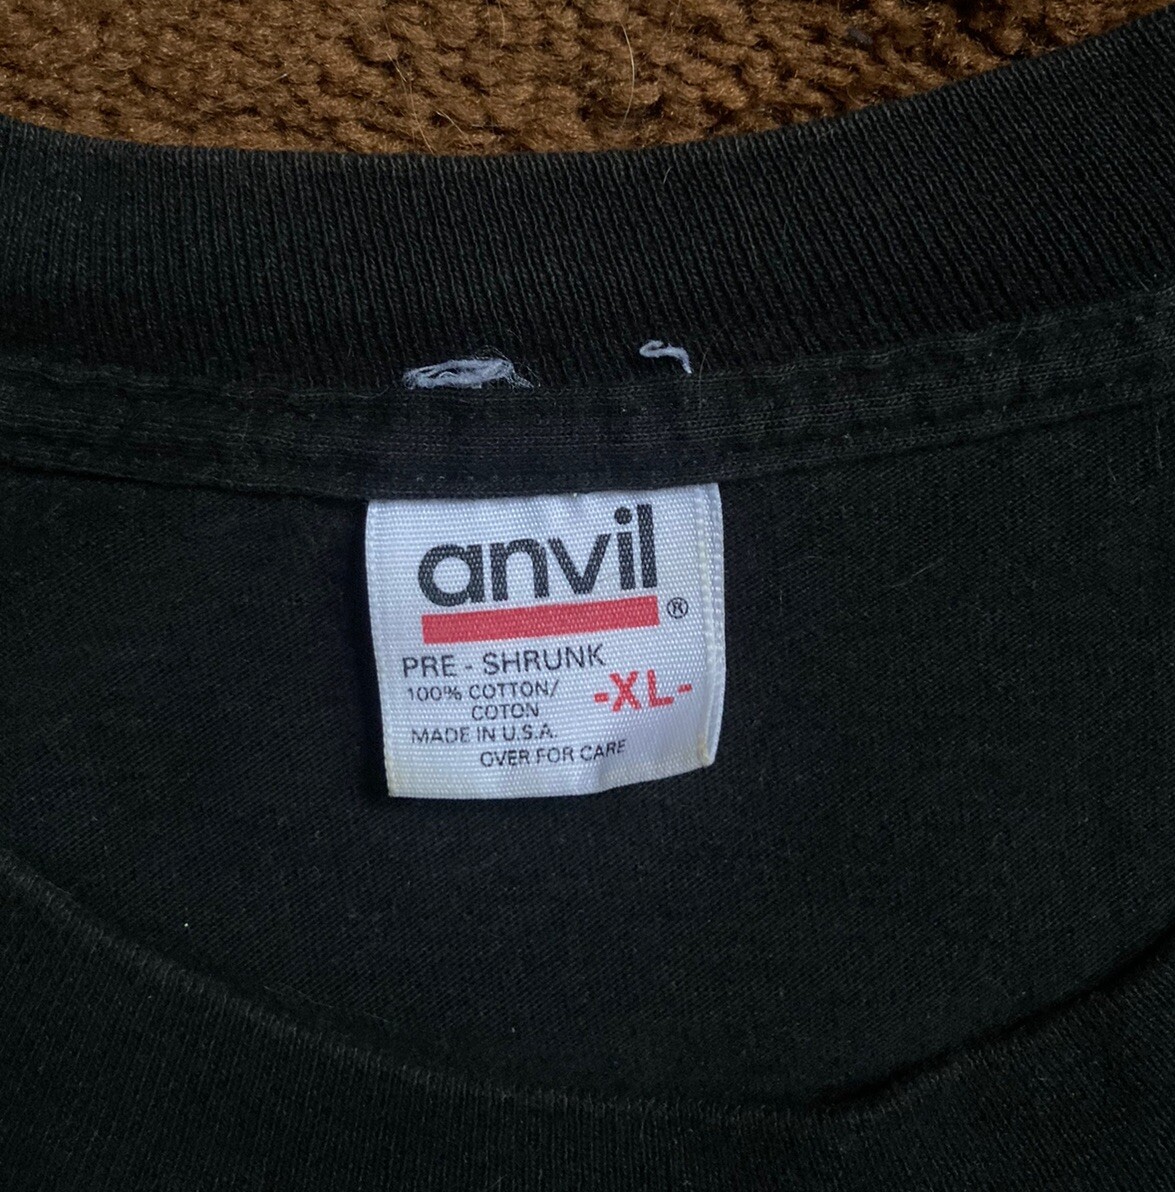 anvil®
PRE - SHRUNK
100% COTTON/
COTON
-XL-
MADE IN U.S.A.
OVER FOR CARE